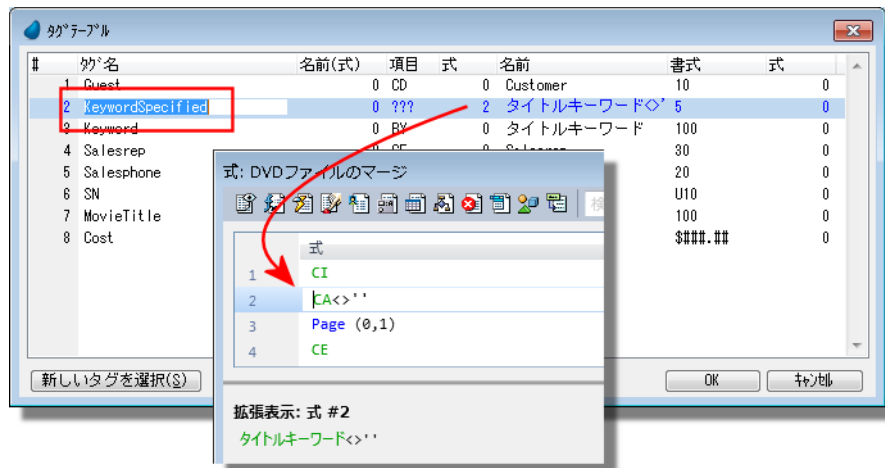 タグテーブル
# タグ名 名前(式) 項目 式 名前 書式 式
1 Guest 0 CD 0 Customer 10 0
2 KeywordSpecified 0 ??? 2 タイトルキーワード<>' 5 0
3 Keyword 0 BY 0 タイトルキーワード 100 0
4 Salesrep 0 CE 0 Salesrep 30 0
5 Salesphone 20 0
6 SN U10 0
7 MovieTitle 100 0
8 Cost $###.## 0
式: DVDファイルのマージ
式
1 CI
2 CA<>''
3 Page (0,1)
4 CE
拡張表示: 式 #2
タイトルキーワード<>''
新しいタグを選択(S) OK キャンセル